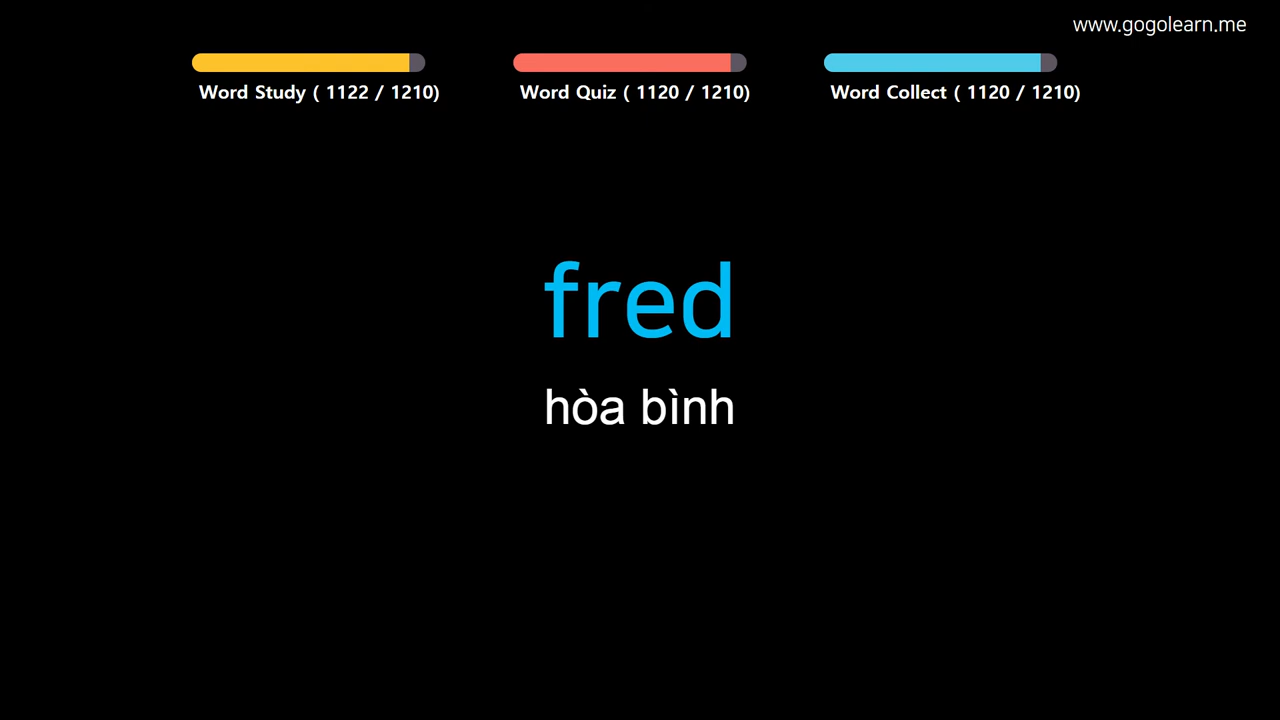 www.gogolearn.me
Word Study ( 1122 / 1210)
Word Quiz ( 1120 / 1210)
Word Collect ( 1120 / 1210)
fred
hòa bình